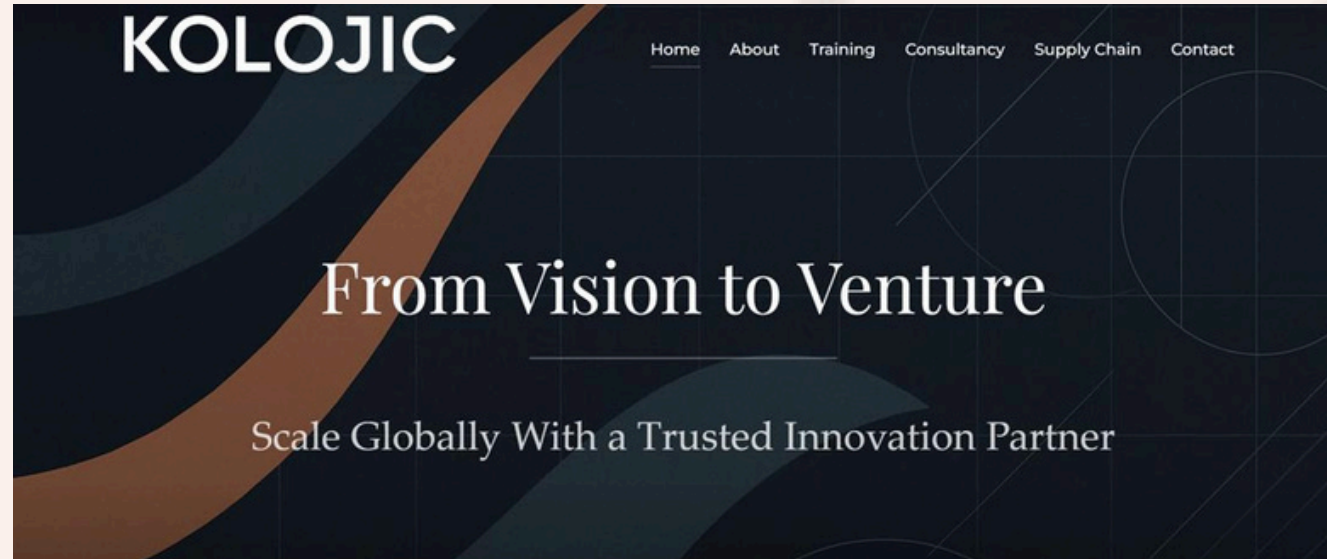 KOLOJIC
Home About Training Consultancy Supply Chain Contact
From Vision to Venture
Scale Globally With a Trusted Innovation Partner